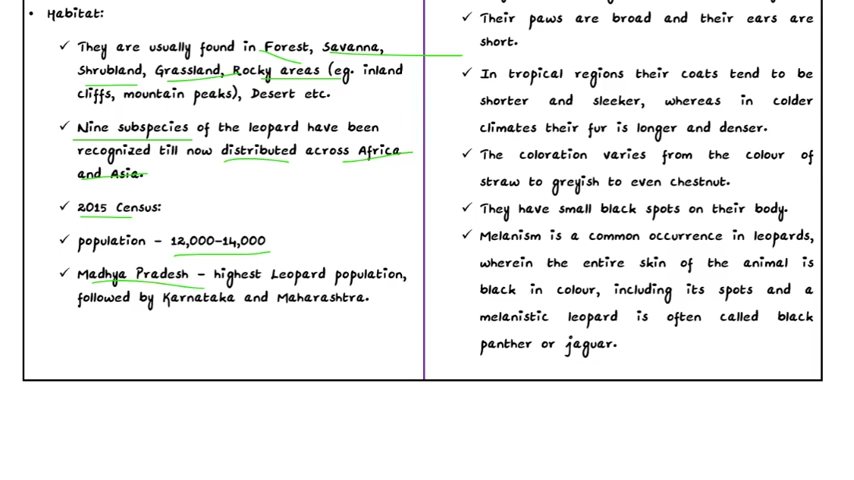 • Habitat:
✓ They are usually found in Forest, Savanna,
Shrubland, Grassland, Rocky areas (eg. inland
cliffs, mountain peaks), Desert etc.
✓ Nine subspecies of the leopard have been
recognized till now distributed across Africa
and Asia.
✓ 2015 Census:
✓ population – 12,000–14,000
✓ Madhya Pradesh – highest Leopard population,
followed by Karnataka and Maharashtra.
✓ Their paws are broad and their ears are
short.
✓ In tropical regions their coats tend to be
shorter and sleeker, whereas in colder
climates their fur is longer and denser.
✓ The coloration varies from the colour of
straw to greyish to even chestnut.
✓ They have small black spots on their body.
✓ Melanism is a common occurrence in leopards,
wherein the entire skin of the animal is
black in colour, including its spots and a
melanistic leopard is often called black
panther or jaguar.